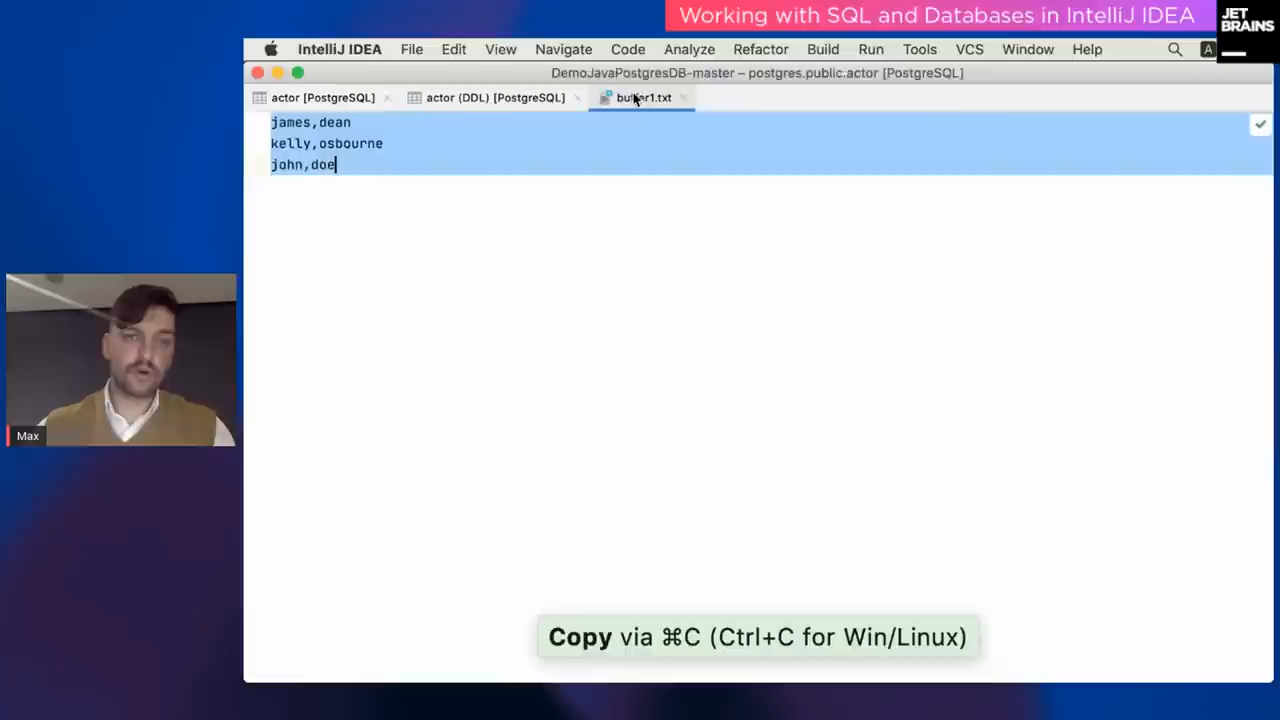 Working with SQL and Databases in IntelliJ IDEA
JET
BRAINS
IntelliJ IDEA File Edit View Navigate Code Analyze Refactor Build Run Tools VCS Window Help A
DemoJavaPostgresDB-master – postgres.public.actor [PostgreSQL]
actor [PostgreSQL] actor (DDL) [PostgreSQL] buffer1.txt
james,dean
kelly,osbourne
john,doe
Max
Copy via ⌘C (Ctrl+C for Win/Linux)